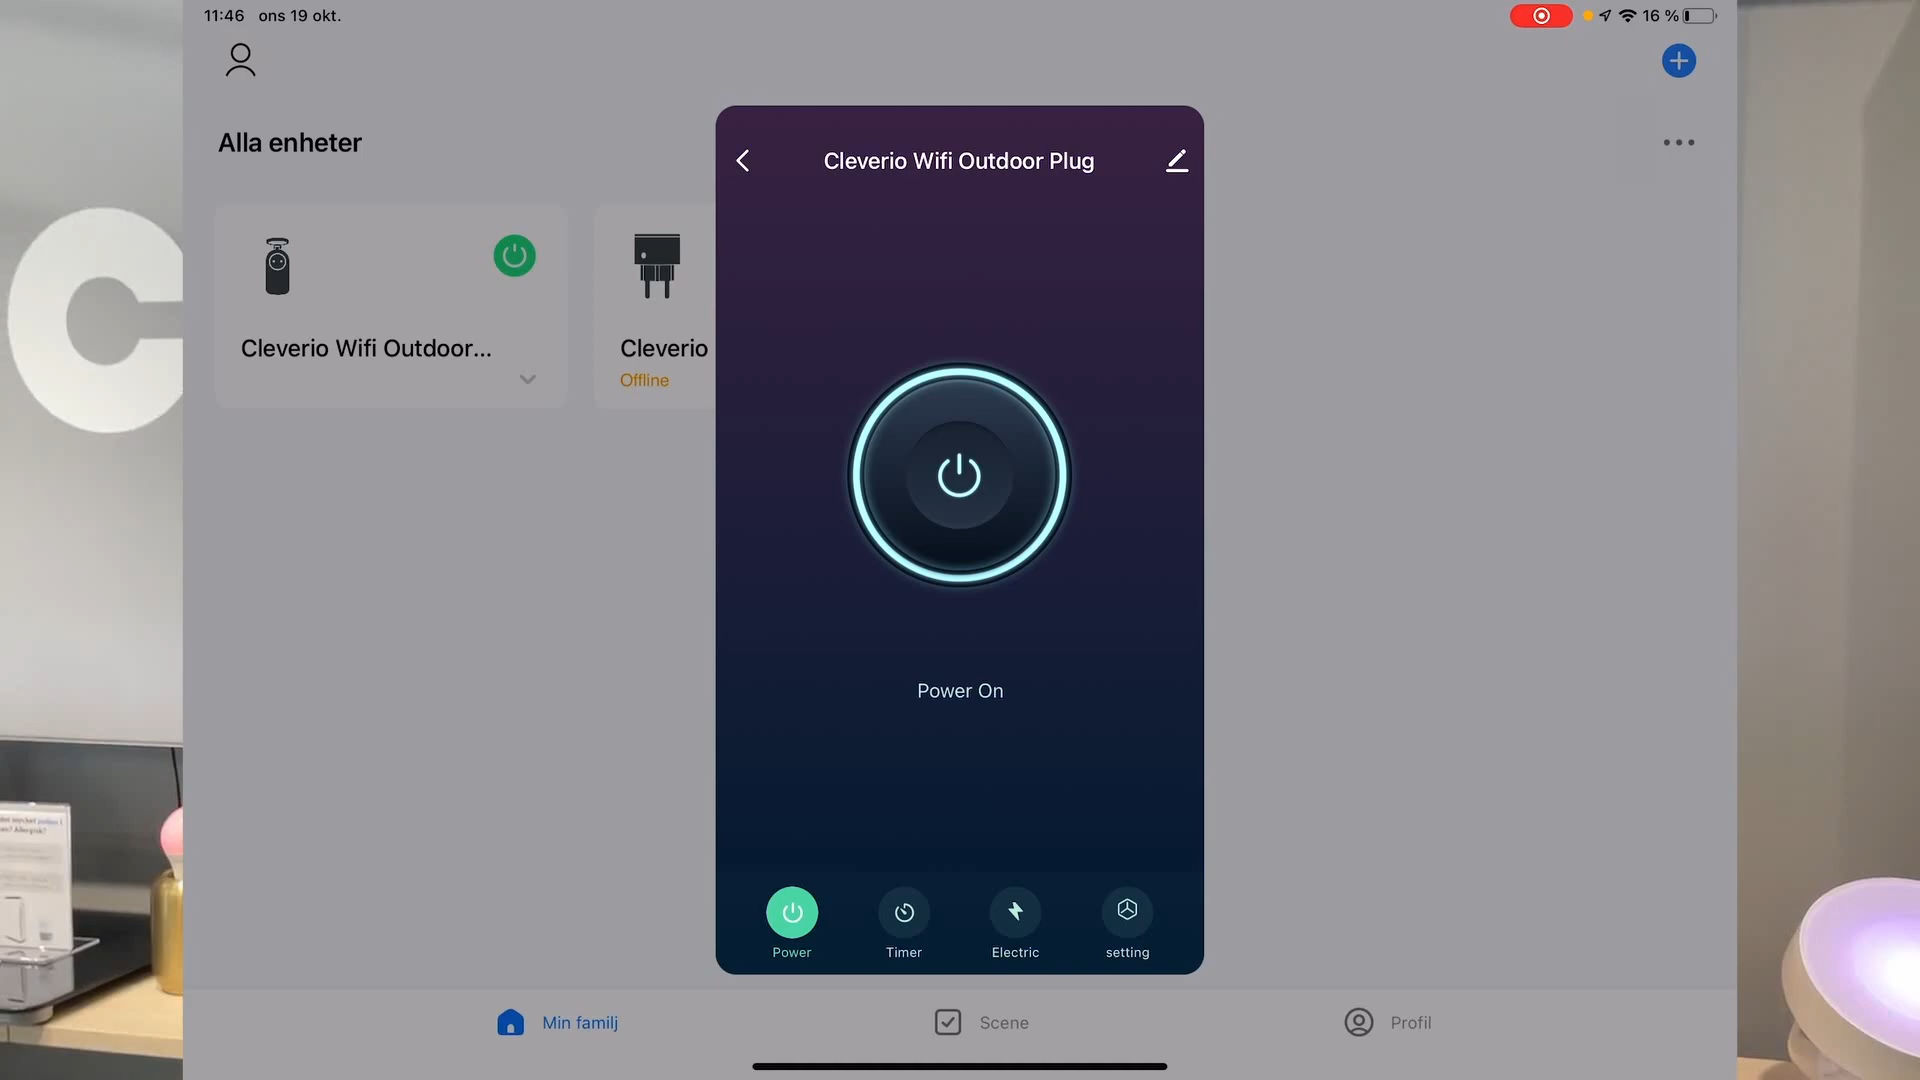 11:46 ons 19 okt.
16 %
Alla enheter
Cleverio Wifi Outdoor Plug
Cleverio Wifi Outdoor...
Cleverio
Offline
Power On
Power
Timer
Electric
setting
Min familj
Scene
Profil